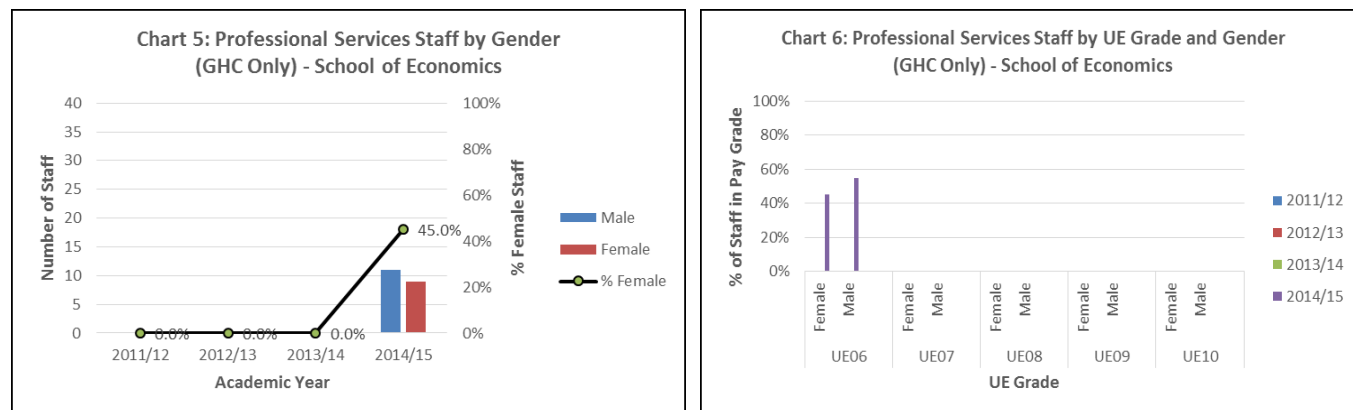 Chart 5: Professional Services Staff by Gender
(GHC Only) - School of Economics
Number of Staff
40
35
30
25
20
15
10
5
0
100%
80%
60%
40%
20%
0%
% Female Staff
0.0%
0.0%
0.0%
45.0%
2011/12
2012/13
2013/14
2014/15
Academic Year
Male
Female
% Female
Chart 6: Professional Services Staff by UE Grade and Gender
(GHC Only) - School of Economics
% of Staff in Pay Grade
100%
80%
60%
40%
20%
0%
Female
Male
Female
Male
Female
Male
Female
Male
Female
Male
UE06
UE07
UE08
UE09
UE10
UE Grade
2011/12
2012/13
2013/14
2014/15